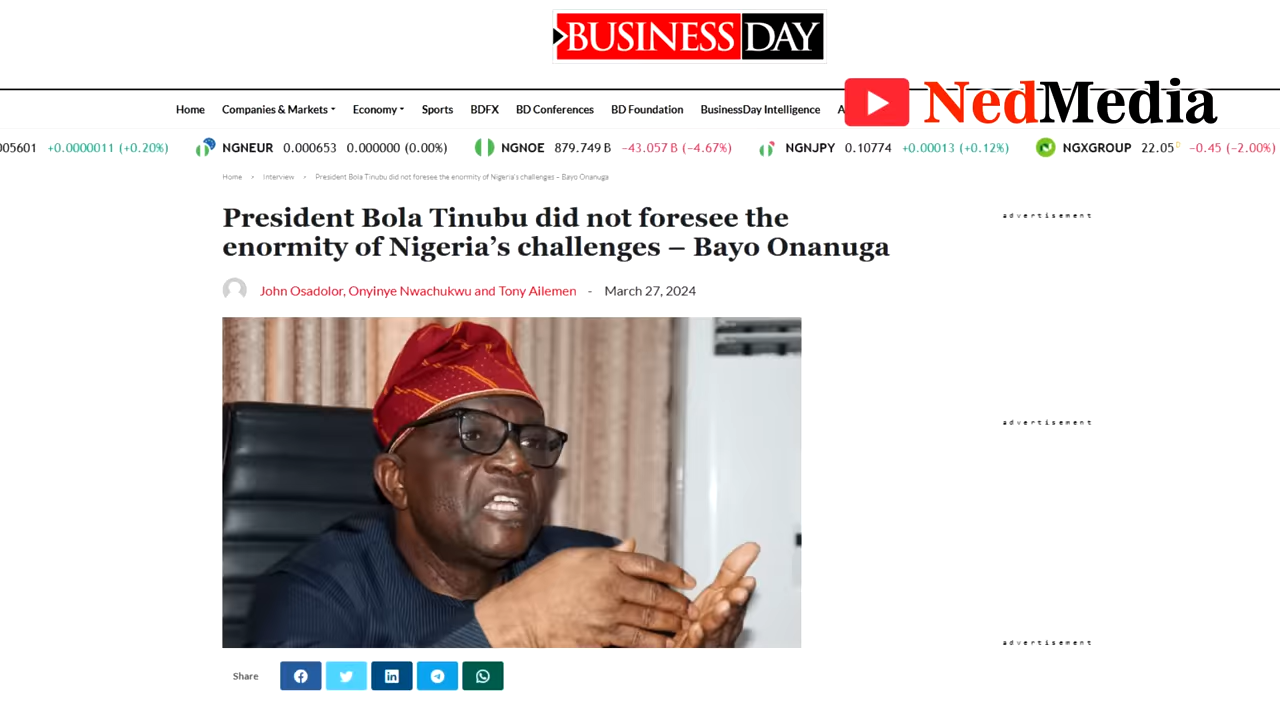 BUSINESS DAY
NedMedia
Home Companies & Markets Economy Sports BDFX BD Conferences BD Foundation BusinessDay Intelligence A
005601 +0.0000011 (+0.20%) NGNEUR 0.000653 0.000000 (0.00%) NGNOE 879.749 B −43.057 B (−4.67%) NGNJPY 0.10774 +0.00013 (+0.12%) NGXGROUP 22.05 D −0.45 (−2.00%)
Home > Interview > President Bola Tinubu did not foresee the enormity of Nigeria's challenges – Bayo Onanuga
President Bola Tinubu did not foresee the
enormity of Nigeria’s challenges – Bayo Onanuga
advertisement
John Osadolor, Onyinye Nwachukwu and Tony Ailemen - March 27, 2024
advertisement
advertisement
Share